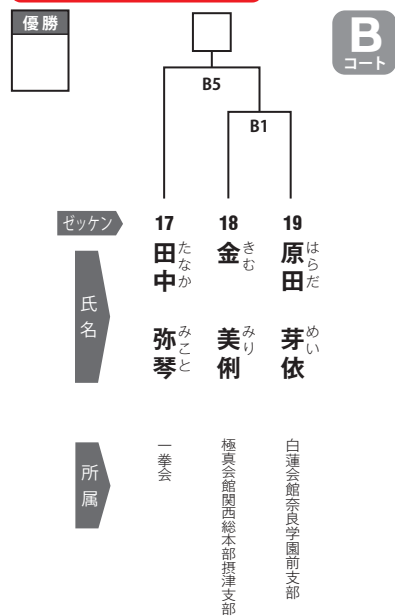 優勝
B
コート
B5
B1
ゼッケン
17
18
19
氏名
田中 弥琴
たなか みこと
金 美俐
きむ みり
原田 芽依
はらだ めい
所属
一拳会
極真会館関西総本部摂津支部
白蓮会館奈良学園前支部